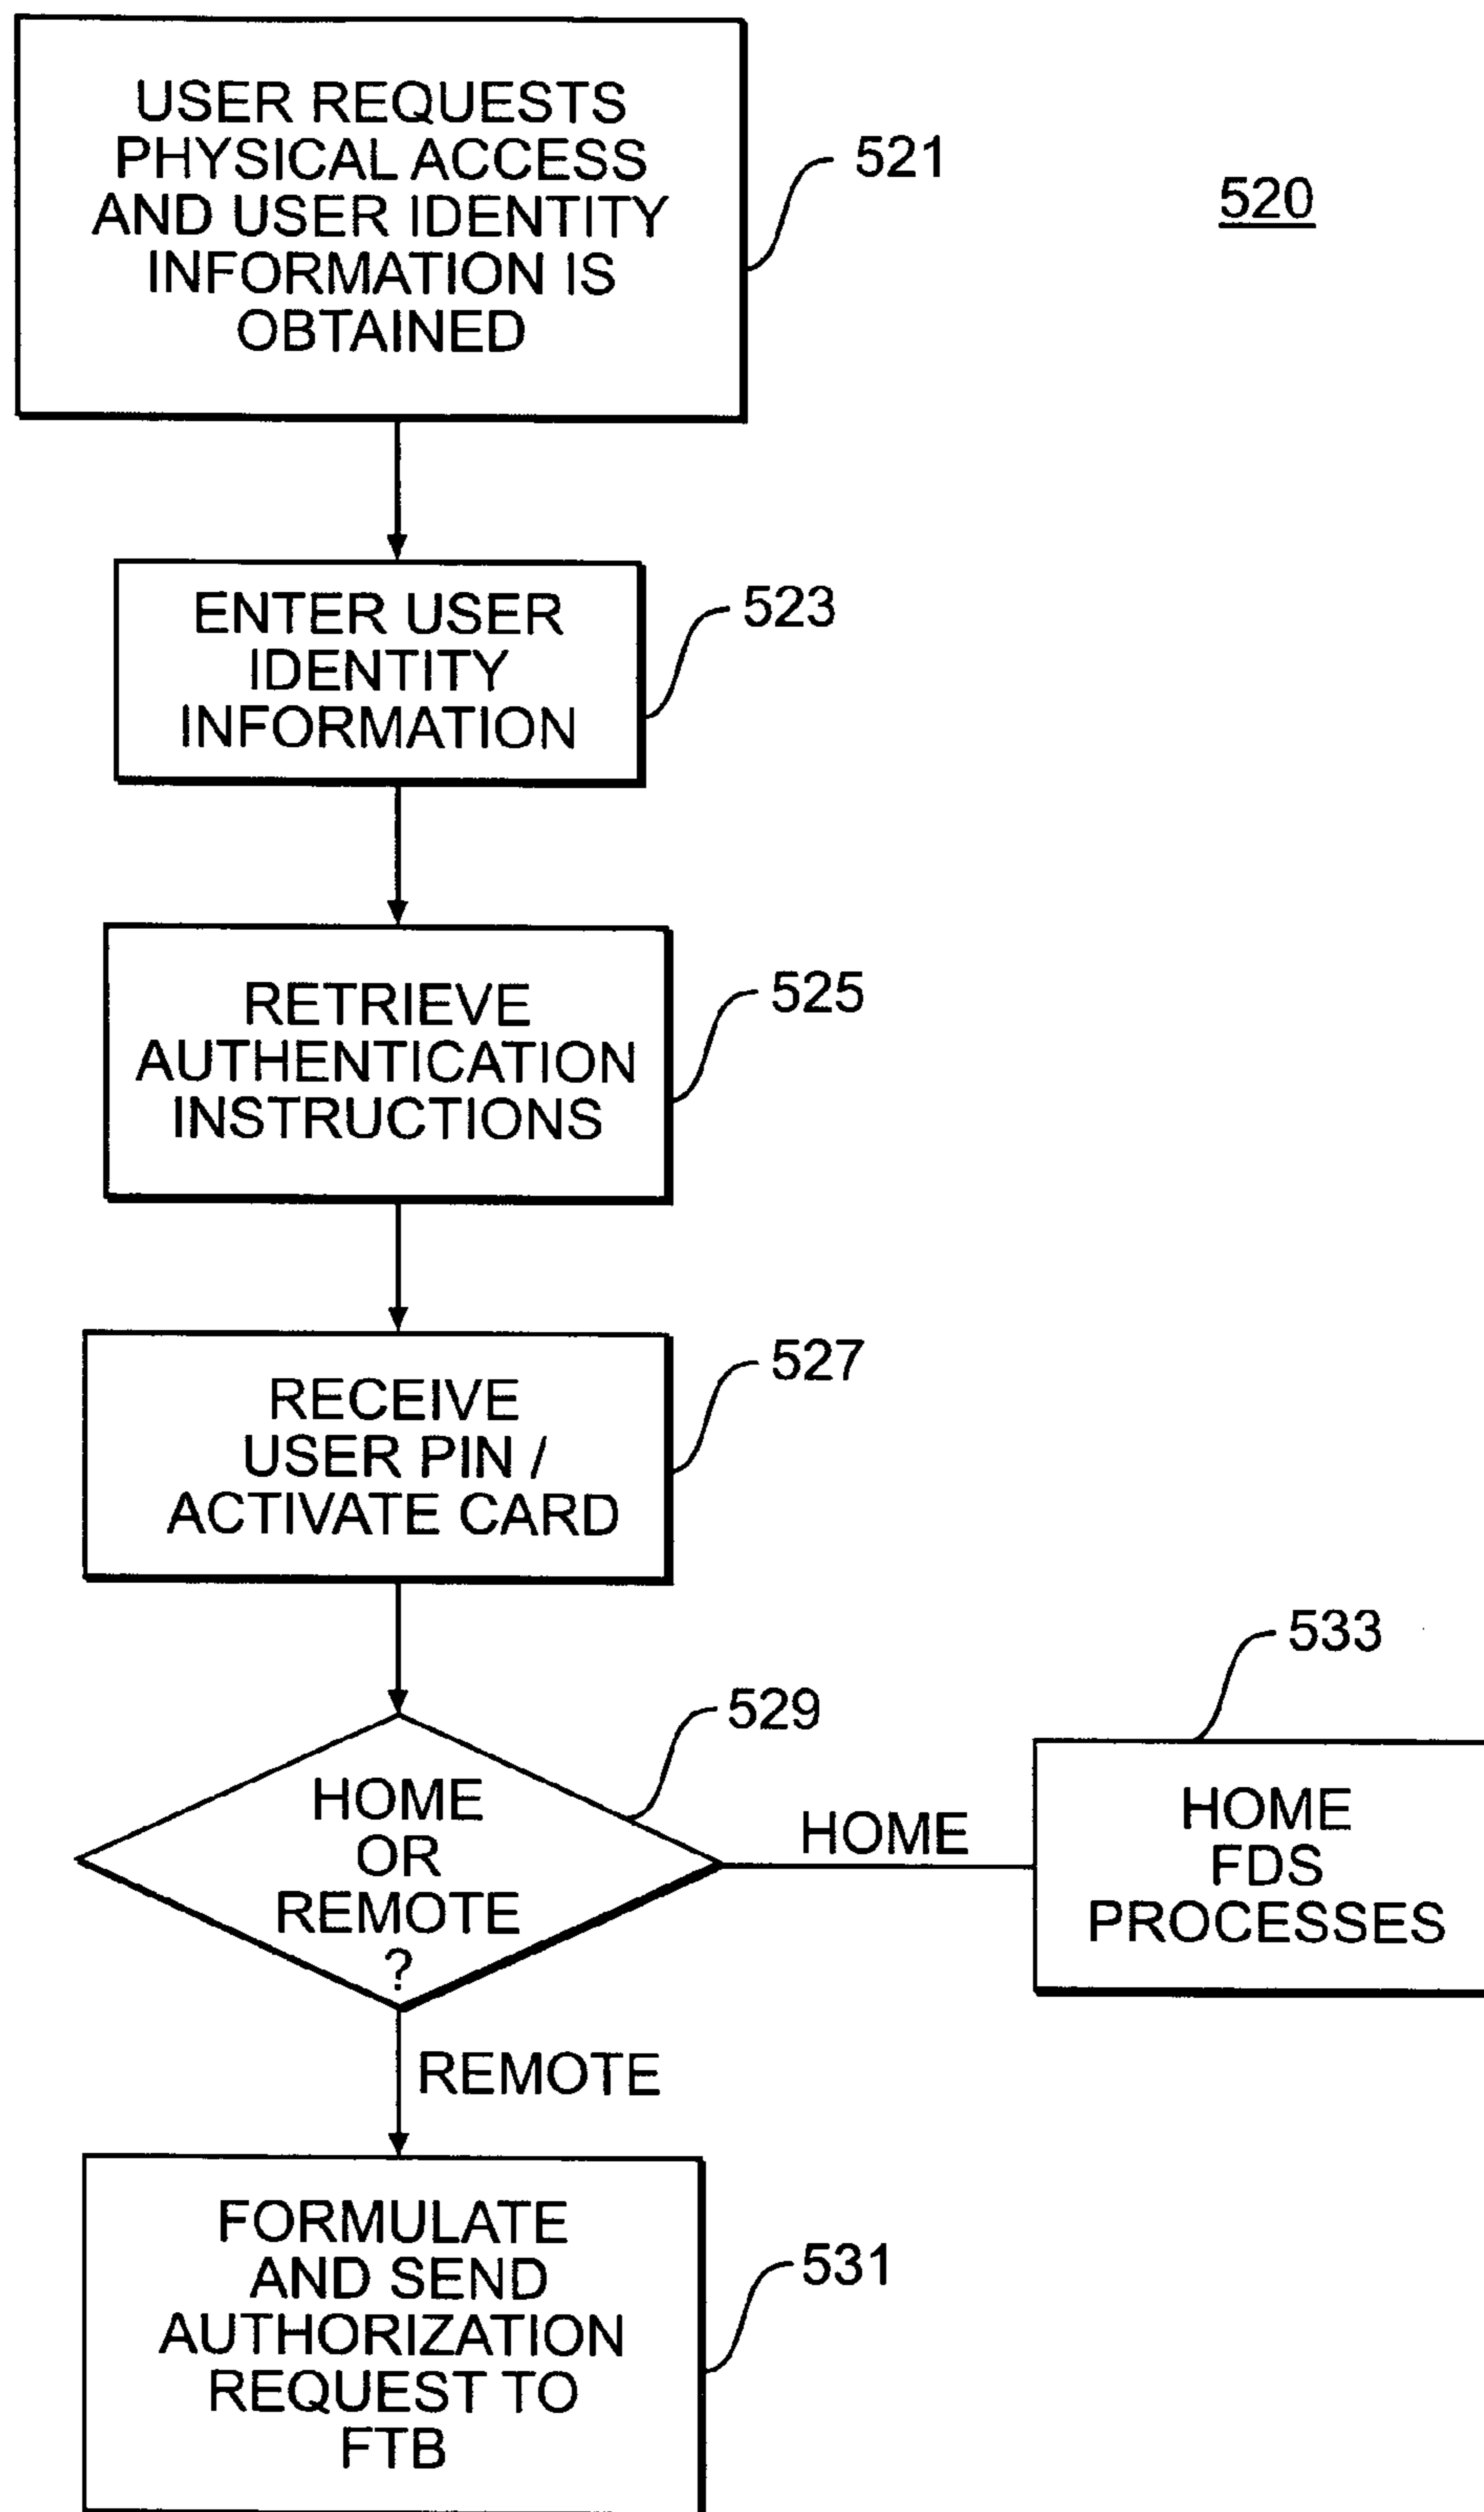 USER REQUESTS
PHYSICAL ACCESS
AND USER IDENTITY
INFORMATION IS
OBTAINED
521
520
ENTER USER
IDENTITY
INFORMATION
523
RETRIEVE
AUTHENTICATION
INSTRUCTIONS
525
RECEIVE
USER PIN /
ACTIVATE CARD
527
HOME
OR
REMOTE
?
529
HOME
HOME
FDS
PROCESSES
533
REMOTE
FORMULATE
AND SEND
AUTHORIZATION
REQUEST TO
FTB
531